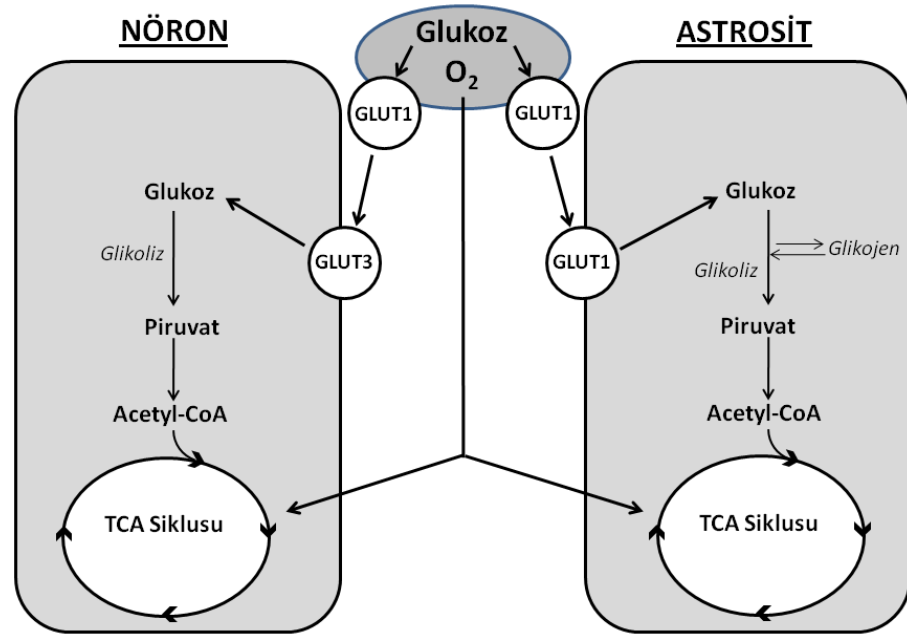 NÖRON
Glukoz
O2
ASTROSİT
GLUT1
GLUT1
Glukoz
Glikoliz
GLUT3
GLUT1
Glukoz
Glikoliz
Glikojen
Piruvat
Piruvat
Acetyl-CoA
Acetyl-CoA
TCA Siklusu
TCA Siklusu